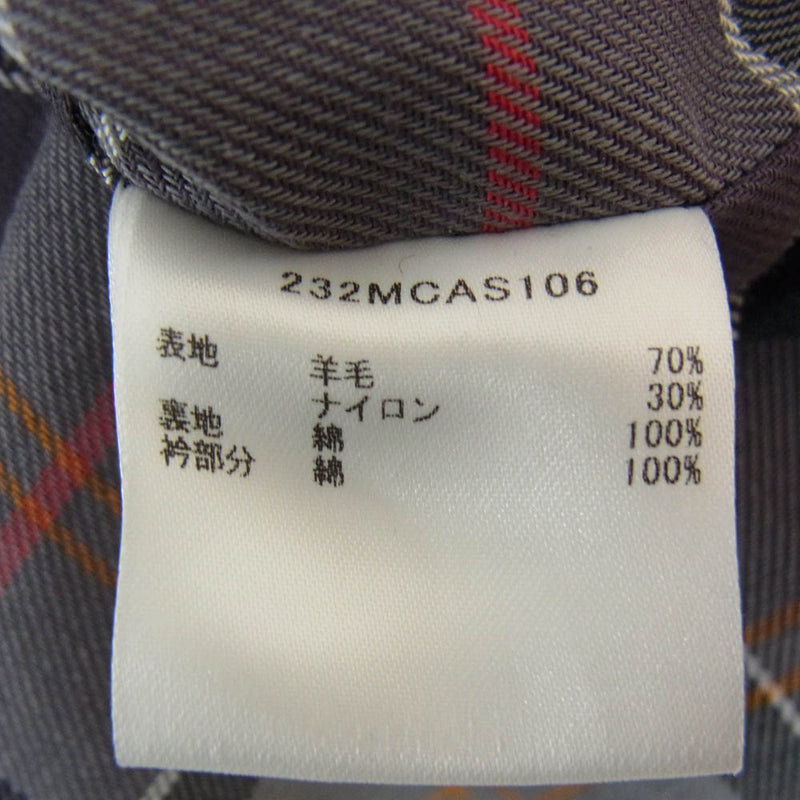 232MCAS106
表地 羊毛 70%
ナイロン 30%
裏地 綿 100%
衿部分 綿 100%